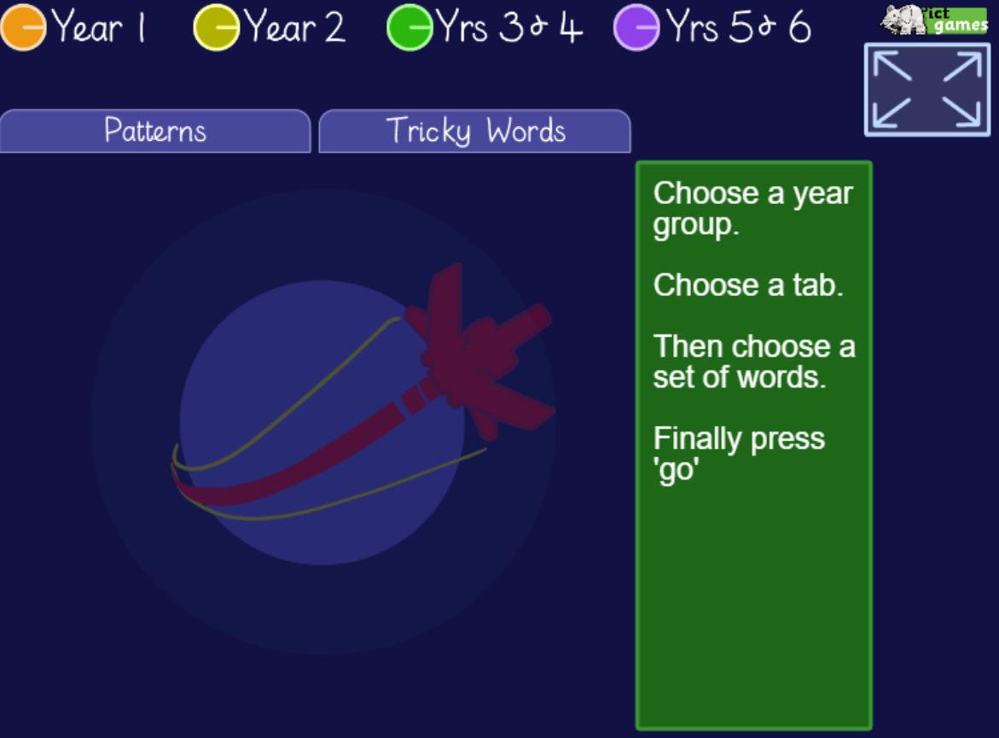 Year 1
Year 2
Yrs 3 & 4
Yrs 5 & 6
ict
games
Patterns
Tricky Words
Choose a year
group.
Choose a tab.
Then choose a
set of words.
Finally press
'go'